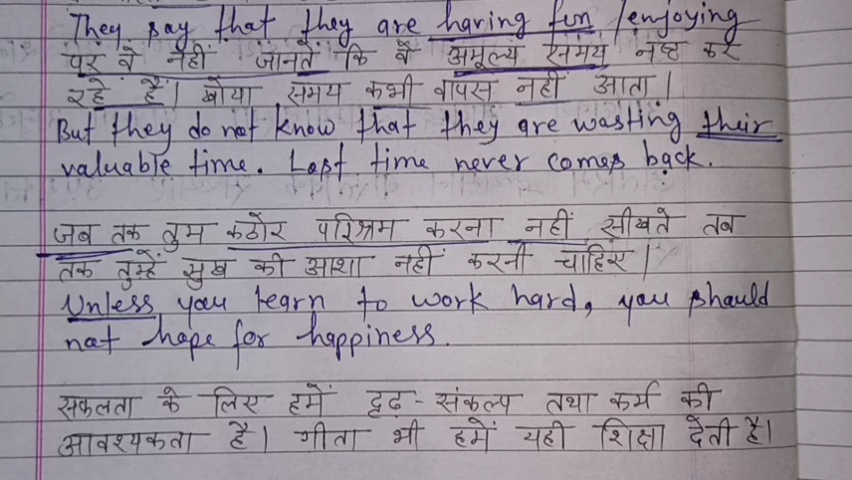 They say that they are having fun / enjoying
पर वे नहीं जानते कि वे अमूल्य समय नष्ट कर
रहे हैं। खोया समय कभी वापस नहीं आता।
But they do not know that they are wasting their
valuable time. Lost time never comes back.
जब तक तुम कठोर परिश्रम करना नहीं सीखते तब
तक तुम्हें सुख की आशा नहीं करनी चाहिए।
Unless you learn to work hard, you should
not hope for happiness.
सफलता के लिए हमें दृढ़-संकल्प तथा कर्म की
आवश्यकता है। गीता भी हमें यही शिक्षा देती है।